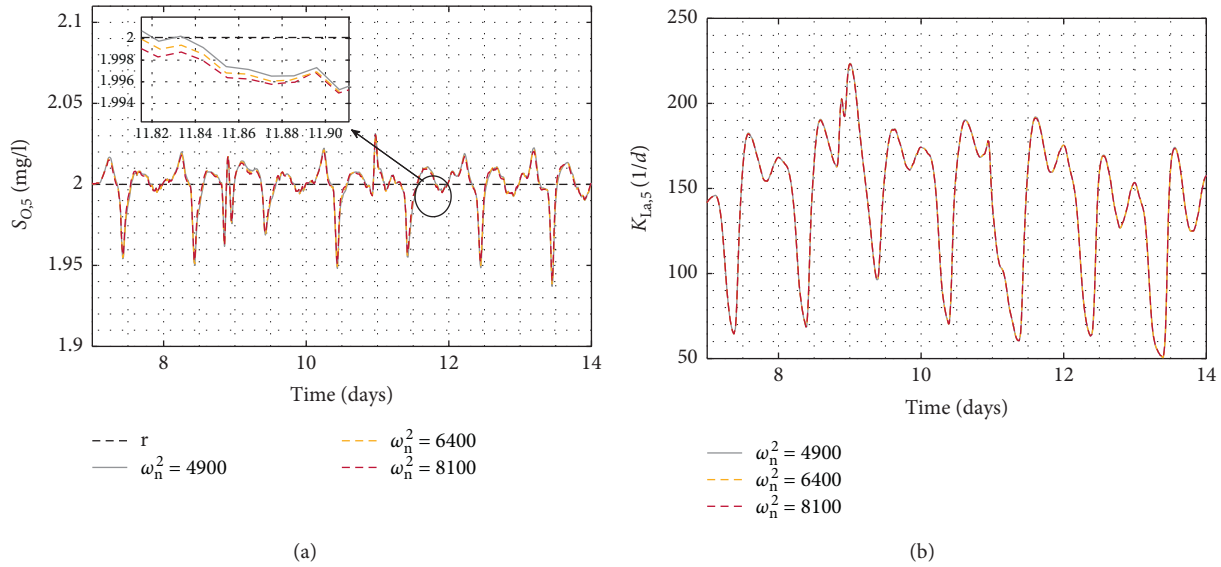 2.1
2.05
2
1.95
1.9
S_{O,5} (mg/l)
2
1.998
1.996
1.994
11.82 11.84 11.86 11.88 11.90
8 10 12 14
Time (days)
r
ω_n^2 = 4900
ω_n^2 = 6400
ω_n^2 = 8100
(a)
250
200
150
100
50
K_{La,5} (1/d)
8 10 12 14
Time (days)
ω_n^2 = 4900
ω_n^2 = 6400
ω_n^2 = 8100
(b)